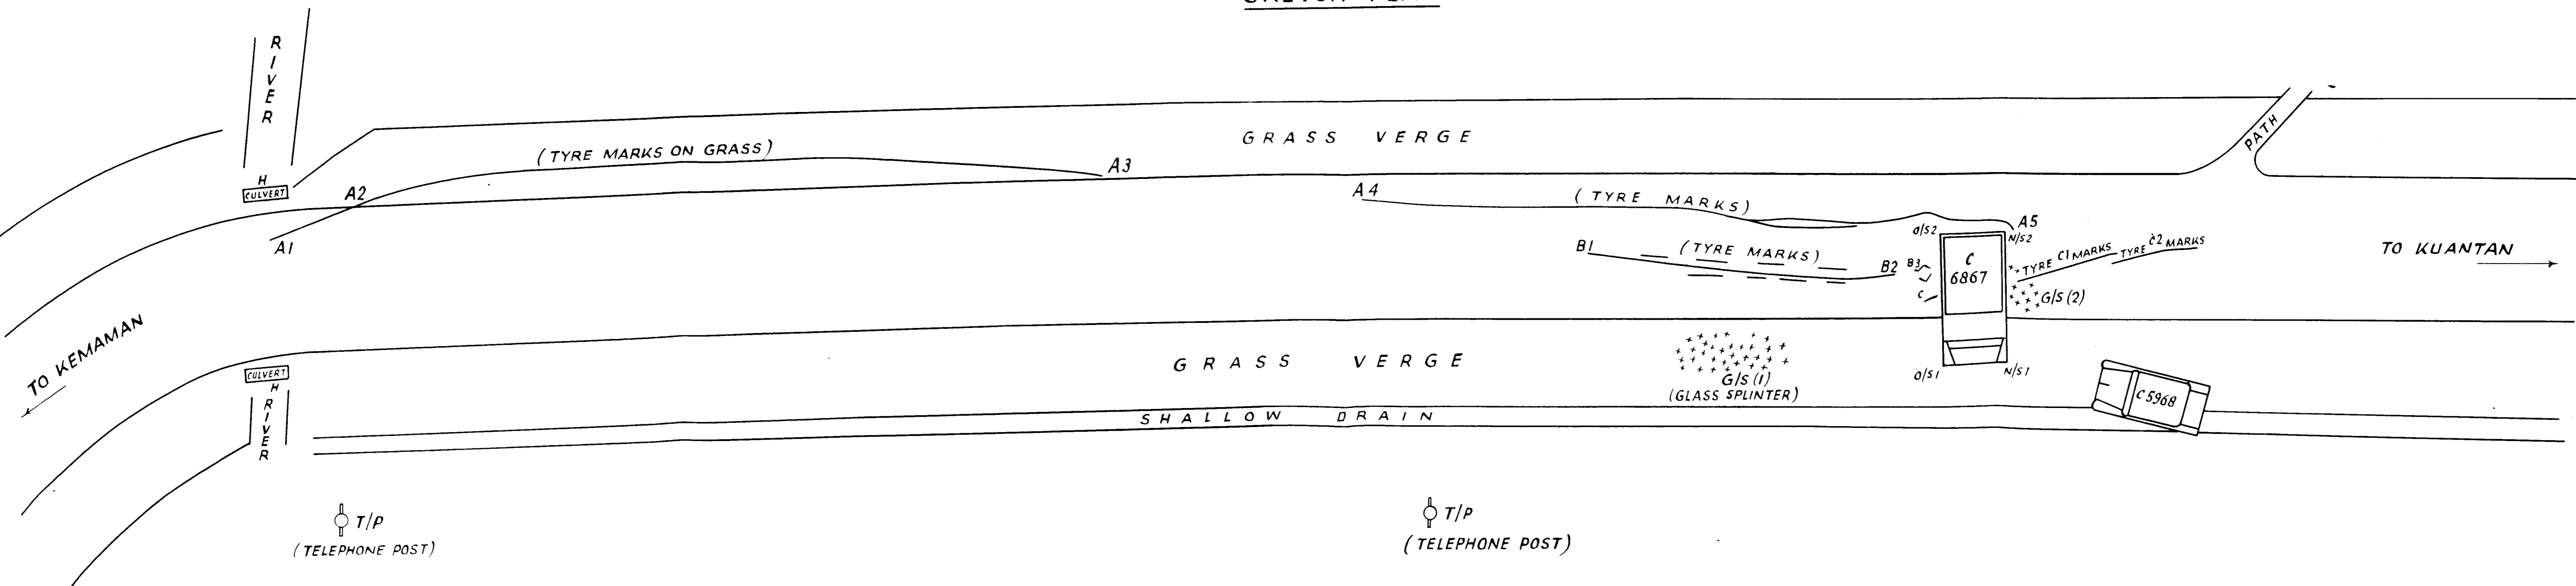 R
I
V
E
R
H
CULVERT
A1
A2
(TYRE MARKS ON GRASS)
A3
GRASS VERGE
PATH
A4
(TYRE MARKS)
A5
B1
(TYRE MARKS)
B2
B3
C
O/S2
N/S2
C
6867
O/S1
N/S1
TYRE C1 MARKS
TYRE C2 MARKS
G/S (2)
TO KUANTAN
TO KEMAMAN
CULVERT
H
R
I
V
E
R
GRASS VERGE
G/S (1)
(GLASS SPLINTER)
C 5968
SHALLOW DRAIN
T/P
(TELEPHONE POST)
T/P
(TELEPHONE POST)